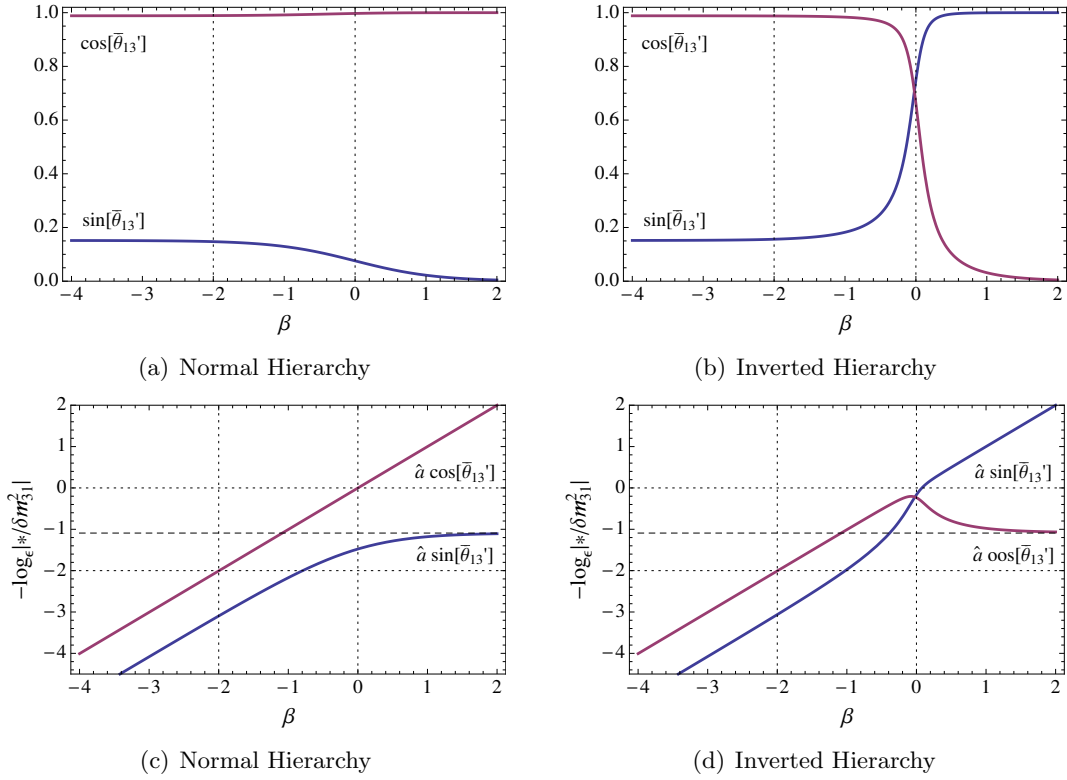 1.0
0.8
0.6
0.4
0.2
0.0
cos[θ̄₁₃']
sin[θ̄₁₃']
−4 −3 −2 −1 0 1 2
β
(a) Normal Hierarchy
1.0
0.8
0.6
0.4
0.2
0.0
cos[θ̄₁₃']
sin[θ̄₁₃']
−4 −3 −2 −1 0 1 2
β
(b) Inverted Hierarchy
−logε|*/δm²₃₁|
2
1
0
−1
−2
−3
−4
â cos[θ̄₁₃']
â sin[θ̄₁₃']
−4 −3 −2 −1 0 1 2
β
(c) Normal Hierarchy
−logε|*/δm²₃₁|
2
1
0
−1
−2
−3
−4
â sin[θ̄₁₃']
â oos[θ̄₁₃']
−4 −3 −2 −1 0 1 2
β
(d) Inverted Hierarchy